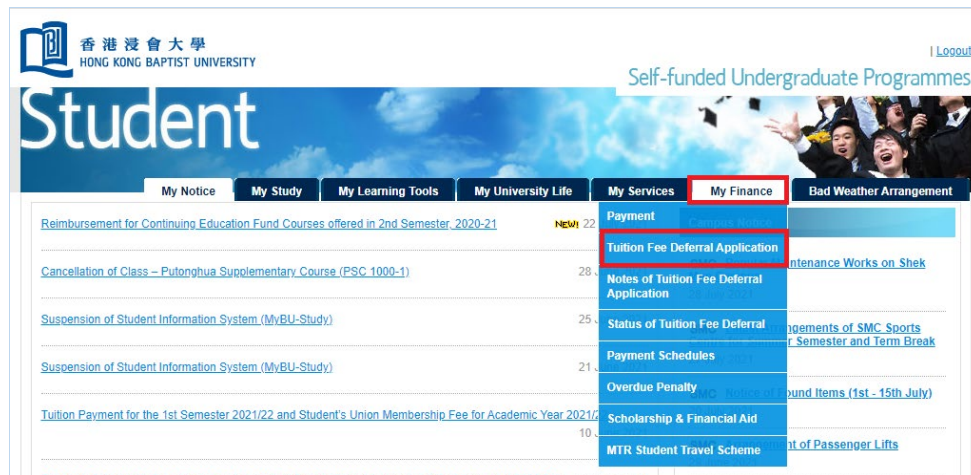 香港浸會大學
HONG KONG BAPTIST UNIVERSITY
| Logout
Self-funded Undergraduate Programmes
Student
My Notice
My Study
My Learning Tools
My University Life
My Services
My Finance
Bad Weather Arrangement
Reimbursement for Continuing Education Fund Courses offered in 2nd Semester, 2020-21
NEW! 22
Cancellation of Class – Putonghua Supplementary Course (PSC 1000-1)
28
Suspension of Student Information System (MyBU-Study)
25
Suspension of Student Information System (MyBU-Study)
21
Tuition Payment for the 1st Semester 2021/22 and Student's Union Membership Fee for Academic Year 2021/2
10
Payment
Tuition Fee Deferral Application
Notes of Tuition Fee Deferral
Application
Status of Tuition Fee Deferral
Payment Schedules
Overdue Penalty
Scholarship & Financial Aid
MTR Student Travel Scheme
Campus Notice
Works on Shek
of SMC Sports
Semester and Term Break
Items (1st - 15th July)
of Passenger Lifts